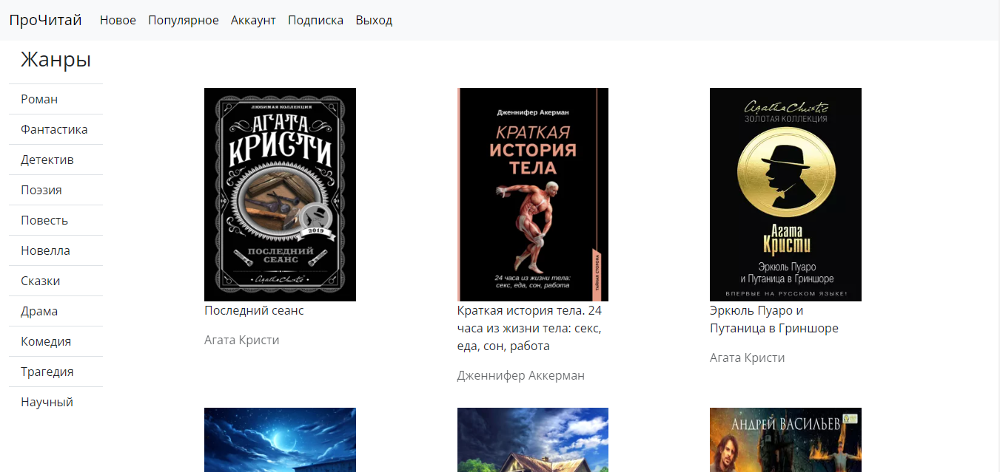 ПроЧитай Новое Популярное Аккаунт Подписка Выход
Жанры
Роман
Фантастика
Детектив
Поэзия
Повесть
Новелла
Сказки
Драма
Комедия
Трагедия
Научный
ЛЮБИМАЯ КОЛЛЕКЦИЯ
АГАТА
КРИСТИ
2019
ПОСЛЕДНИЙ
СЕАНС
Agatha Christie
Последний сеанс
Агата Кристи
Дженнифер Акерман
КРАТКАЯ
ИСТОРИЯ
ТЕЛА
24 часа из жизни тела:
секс, еда, сон, работа
ТАЙНАЯ СТОРОНА
Краткая история тела. 24
часа из жизни тела: секс,
еда, сон, работа
Дженнифер Аккерман
Agatha Christie
ЗОЛОТАЯ КОЛЛЕКЦИЯ
Агата
Кристи
Эркюль Пуаро
и Путаница в Гриншоре
ВПЕРВЫЕ НА РУССКОМ ЯЗЫКЕ!
Эркюль Пуаро и
Путаница в Гриншоре
Агата Кристи
АНДРЕЙ ВАСИЛЬЕВ